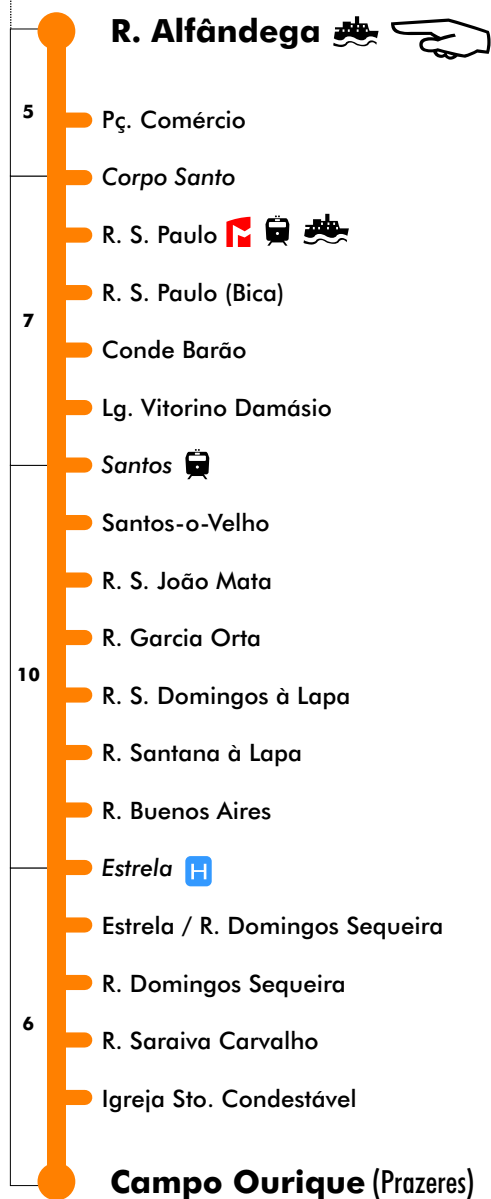 R. Alfândega
5
Pç. Comércio
Corpo Santo
R. S. Paulo
R. S. Paulo (Bica)
7
Conde Barão
Lg. Vitorino Damásio
Santos
Santos-o-Velho
R. S. João Mata
R. Garcia Orta
10
R. S. Domingos à Lapa
R. Santana à Lapa
R. Buenos Aires
Estrela H
Estrela / R. Domingos Sequeira
R. Domingos Sequeira
6
R. Saraiva Carvalho
Igreja Sto. Condestável
Campo Ourique (Prazeres)